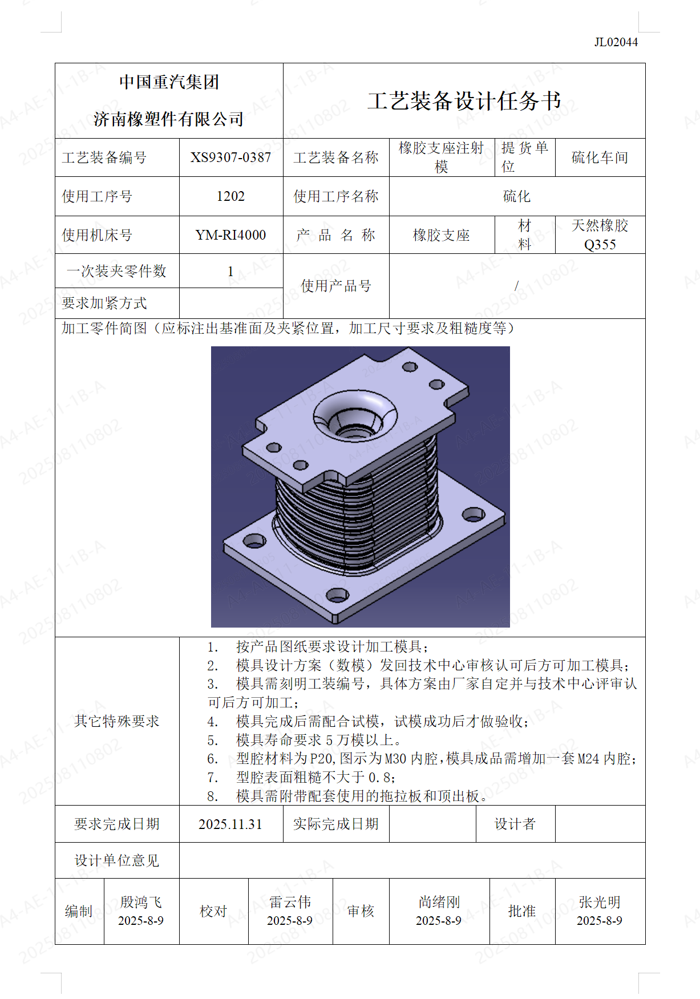 JL02044
中国重汽集团
济南橡塑件有限公司
工艺装备设计任务书
工艺装备编号 XS9307-0387 工艺装备名称 橡胶支座注射模 提货单位 硫化车间
使用工序号 1202 使用工序名称 硫化
使用机床号 YM-RI4000 产品名称 橡胶支座 材料 天然橡胶 Q355
一次装夹零件数 1 使用产品号 /
要求加紧方式
加工零件简图（应标注出基准面及夹紧位置，加工尺寸要求及粗糙度等）
其它特殊要求
1. 按产品图纸要求设计加工模具；
2. 模具设计方案（数模）发回技术中心审核认可后方可加工模具；
3. 模具需刻明工装编号，具体方案由厂家自定并与技术中心评审认
可后方可加工；
4. 模具完成后需配合试模，试模成功后才做验收；
5. 模具寿命要求5万模以上。
6. 型腔材料为P20,图示为M30内腔,模具成品需增加一套M24内腔；
7. 型腔表面粗糙不大于0.8；
8. 模具需附带配套使用的拖拉板和顶出板。
要求完成日期 2025.11.31 实际完成日期 设计者
设计单位意见
编制 殷鸿飞 2025-8-9 校对 雷云伟 2025-8-9 审核 尚绪刚 2025-8-9 批准 张光明 2025-8-9
A4-AE-11-1B-A
202508110802